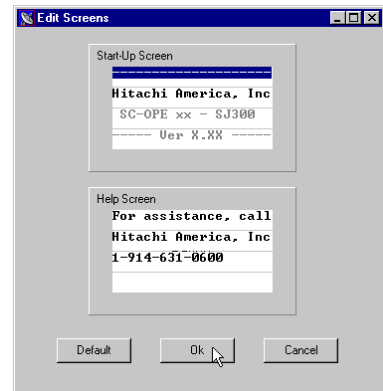 Edit Screens
Start-Up Screen
--------------------
Hitachi America, Inc
SC-OPE xx - SJ300
----- Ver X.XX -----
Help Screen
For assistance, call
Hitachi America, Inc
1-914-631-0600
Default Ok Cancel